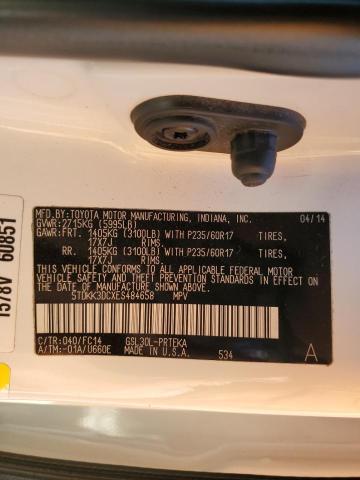 MFD.BY:TOYOTA MOTOR MANUFACTURING, INDIANA, INC. 04/14
GVWR:2715KG (5995LB)
GAWR:FRT. 1405KG (3100LB) WITH P235/60R17 TIRES,
17X7J RIMS.
RR. 1405KG (3100LB) WITH P235/60R17 TIRES,
17X7J RIMS.
THIS VEHICLE CONFORMS TO ALL APPLICABLE FEDERAL MOTOR
VEHICLE SAFETY AND THEFT PREVENTION STANDARDS IN
EFFECT ON THE DATE OF MANUFACTURE SHOWN ABOVE.
5TDKK3DCXES484658 MPV
C/TR:040/FC14 GSL30L-PRTEKA
A/TM:-01A/U660E MADE IN U.S.A. 534 A
1578V 60851